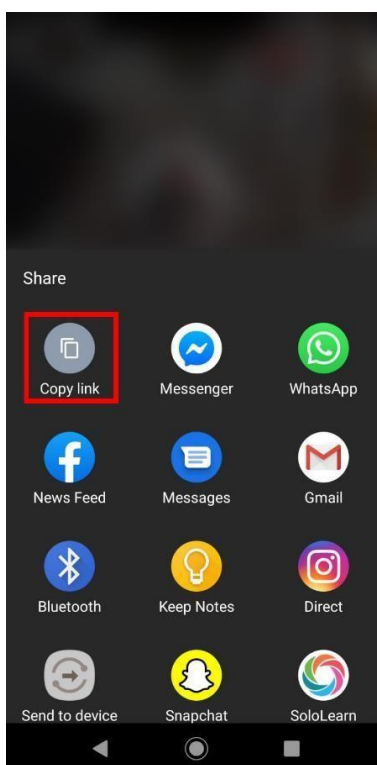 Share
Copy link Messenger WhatsApp
News Feed Messages Gmail
Bluetooth Keep Notes Direct
Send to device Snapchat SoloLearn